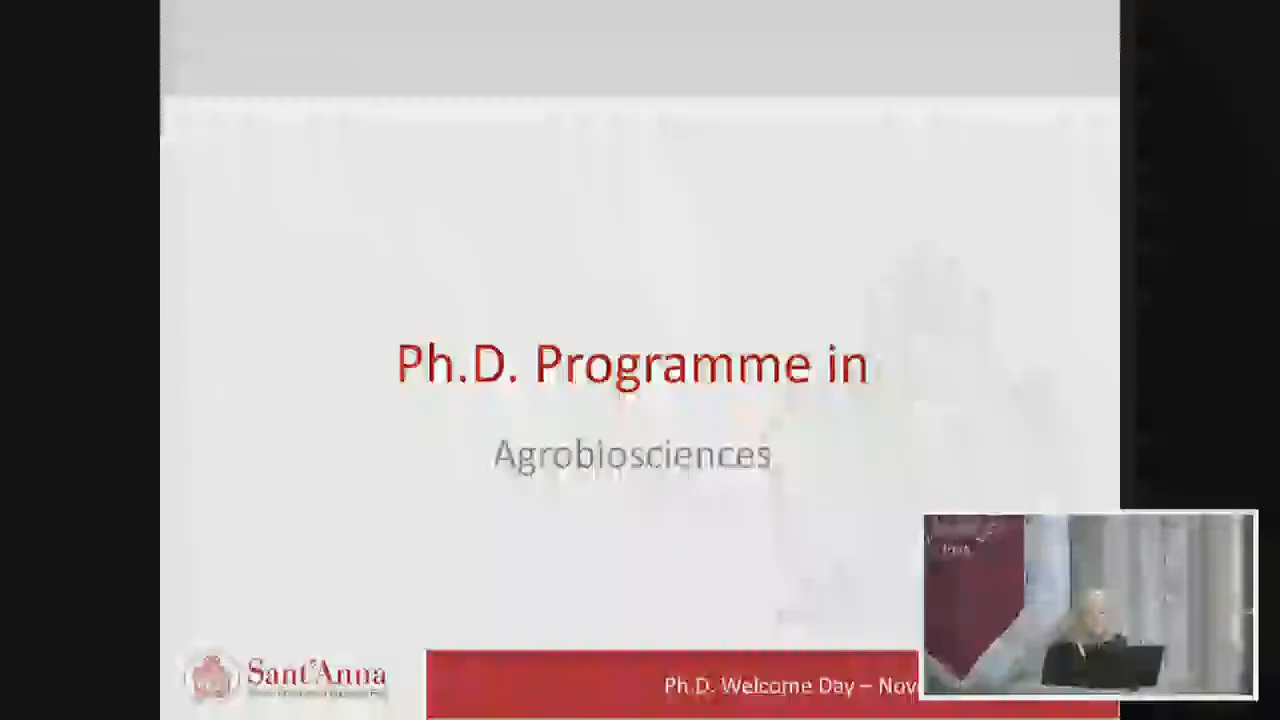 Ph.D. Programme in
Agrobiosciences
Sant'Anna
Ph.D. Welcome Day – Nov